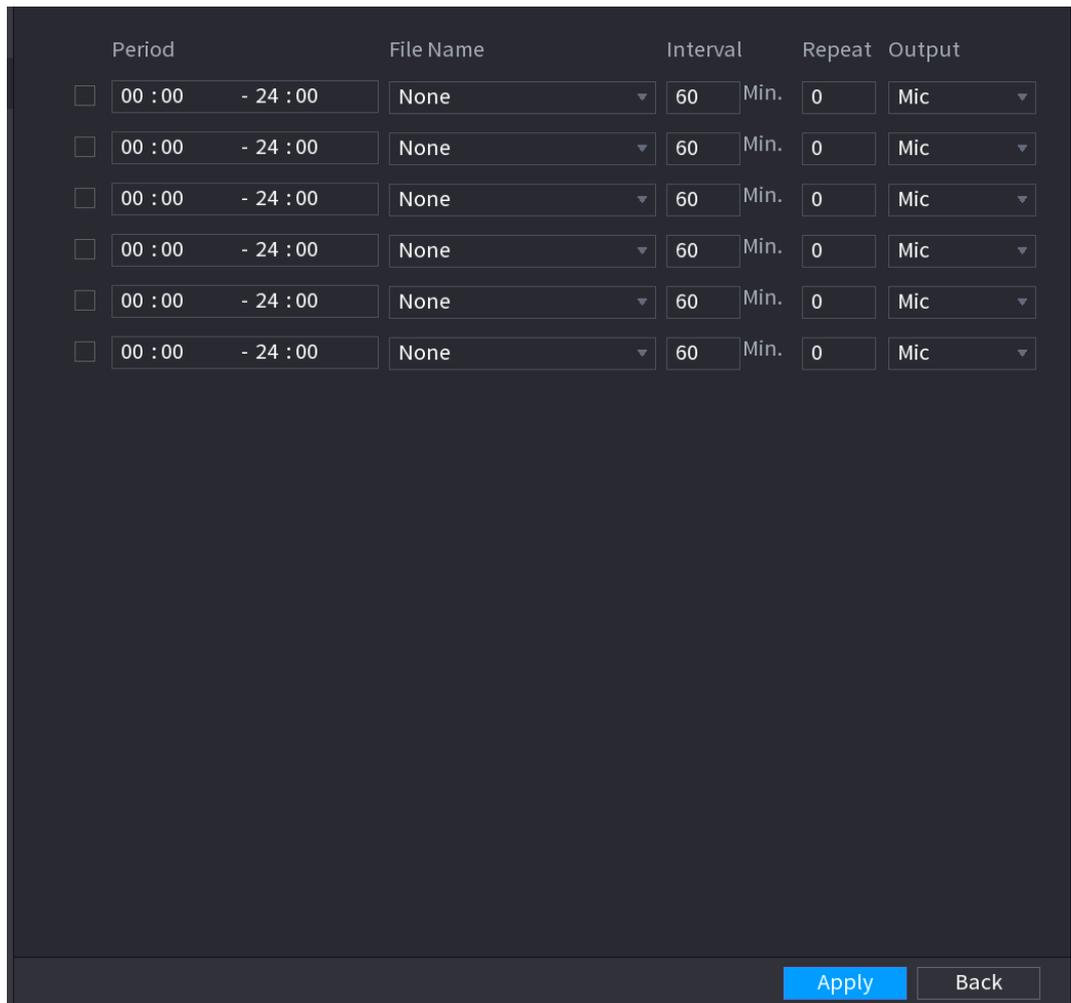 Period File Name Interval Repeat Output
00 : 00 - 24 : 00 None 60 Min. 0 Mic
00 : 00 - 24 : 00 None 60 Min. 0 Mic
00 : 00 - 24 : 00 None 60 Min. 0 Mic
00 : 00 - 24 : 00 None 60 Min. 0 Mic
00 : 00 - 24 : 00 None 60 Min. 0 Mic
00 : 00 - 24 : 00 None 60 Min. 0 Mic
Apply Back